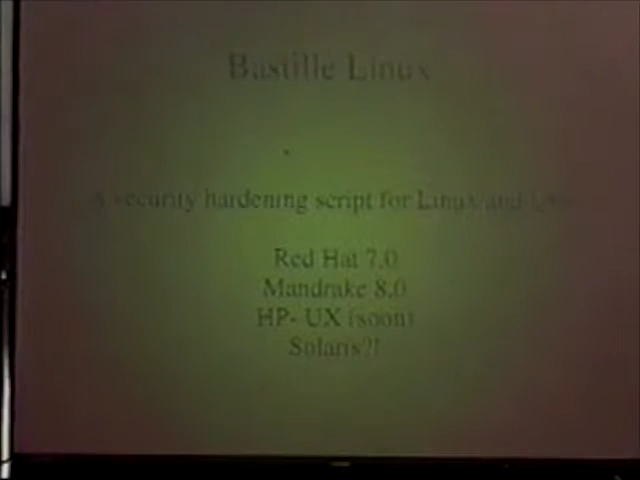 Bastille Linux
A security hardening script for Linux and
Red Hat 7.0
Mandrake 8.0
HP- UX (soon)
Solaris?!